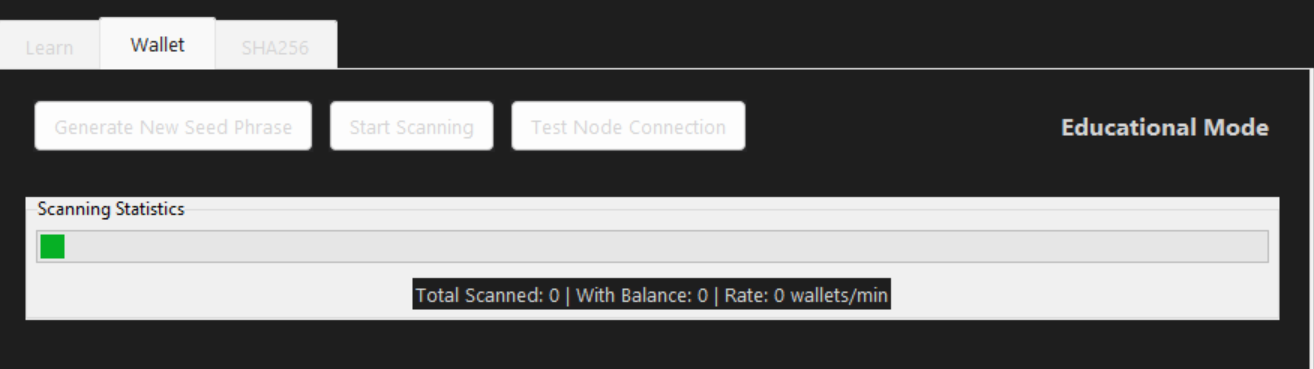 Learn Wallet SHA256
Generate New Seed Phrase Start Scanning Test Node Connection Educational Mode
Scanning Statistics
Total Scanned: 0 | With Balance: 0 | Rate: 0 wallets/min